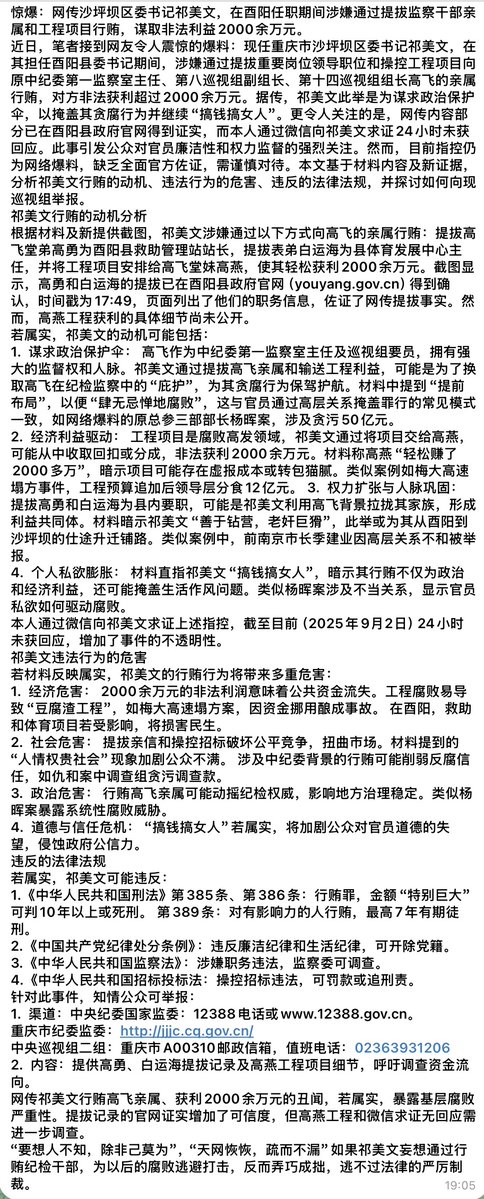 惊爆：网传沙坪坝区委书记祁美文，在酉阳任职期间涉嫌通过提拔监察干部亲
属和工程项目行贿，谋取非法利益2000余万元。
近日，笔者接到网友令人震惊的爆料：现任重庆市沙坪坝区委书记祁美文，在
其担任酉阳县委书记期间，涉嫌通过提拔重要岗位领导职位和操控工程项目向
原中纪委第一监察室主任、第八巡视组副组长、第十四巡视组组长高飞的亲属
行贿，对方非法获利超过2000余万元。据传，祁美文此举是为谋求政治保护
伞，以掩盖其贪腐行为并继续“搞钱搞女人”。更令人关注的是，网传内容部
分已在酉阳县政府官网得到证实，而本人通过微信向祁美文求证24小时未获
回应。此事引发公众对官员廉洁性和权力监督的强烈关注。然而，目前指控仍
为网络爆料，缺乏全面官方佐证，需谨慎对待。本文基于材料内容及新证据，
分析祁美文行贿的动机、违法行为的危害、违反的法律法规，并探讨如何向现
巡视组举报。
祁美文行贿的动机分析
根据材料及新提供截图，祁美文涉嫌通过以下方式向高飞的亲属行贿：提拔高
飞堂弟高勇为酉阳县救助管理站站长，提拔表弟白运海为县体育发展中心主
任，并将工程项目安排给高飞堂妹高燕，使其轻松获利2000余万元。截图显
示，高勇和白运海的提拔已在酉阳县政府官网（youyang.gov.cn）得到确
认，时间戳为17:49，页面列出了他们的职务信息，佐证了网传提拔事实。然
而，高燕工程获利的具体细节尚未公开。
若属实，祁美文的动机可能包括：
1. 谋求政治保护伞： 高飞作为中纪委第一监察室主任及巡视组要员，拥有强
大的监督权和人脉。祁美文通过提拔高飞亲属和输送工程利益，可能是为了换
取高飞在纪检监察中的“庇护”，为其贪腐行为保驾护航。材料中提到“提前
布局”，以便“肆无忌惮地腐败”，这与官员通过高层关系掩盖罪行的常见模式
一致，如网络爆料的原总参三部部长杨晖案，涉及贪污50亿元。
2. 经济利益驱动： 工程项目是腐败高发领域，祁美文通过将项目交给高燕，
可能从中收取回扣或分成，非法获利2000余万元。材料称高燕“轻松赚了
2000多万”，暗示项目可能存在虚报成本或转包猫腻。类似案例如梅大高速
塌方事件，工程预算追加后领导层分食12亿元。 3. 权力扩张与人脉巩固：
提拔高勇和白运海为县内要职，可能是祁美文利用高飞背景拉拢其家族，形成
利益共同体。材料暗示祁美文“善于钻营，老奸巨猾”，此举或为其从酉阳到
沙坪坝的仕途升迁铺路。类似案例中，前南京市长季建业因高层关系不和被举
报。
4. 个人私欲膨胀： 材料直指祁美文“搞钱搞女人”，暗示其行贿不仅为政治
和经济利益，还可能掩盖生活作风问题。类似杨晖案涉及不当关系，显示官员
私欲如何驱动腐败。
本人通过微信向祁美文求证上述指控，截至目前（2025年9月2日）24小时
未获回应，增加了事件的不透明性。
祁美文违法行为的危害
若材料反映属实，祁美文的行贿行为将带来多重危害：
1. 经济危害： 2000余万元的非法利润意味着公共资金流失。工程腐败易导
致“豆腐渣工程”，如梅大高速塌方案，因资金挪用酿成事故。 在酉阳，救助
和体育项目若受影响，将损害民生。
2. 社会危害： 提拔亲信和操控招标破坏公平竞争，扭曲市场。材料提到的
“人情权贵社会”现象加剧公众不满。 涉及中纪委背景的行贿可能削弱反腐信
任，如仇和案中调查组贪污调查款。
3. 政治危害： 行贿高飞亲属可能动摇纪检权威，影响地方治理稳定。类似杨
晖案暴露系统性腐败威胁。
4. 道德与信任危机： “搞钱搞女人”若属实，将加剧公众对官员道德的失
望，侵蚀政府公信力。
违反的法律法规
若属实，祁美文可能违反：
1.《中华人民共和国刑法》第385条、第386条：行贿罪，金额“特别巨大”
可判10年以上或死刑。 第389条：对有影响力的人行贿，最高7年有期徒
刑。
2.《中国共产党纪律处分条例》：违反廉洁纪律和生活纪律，可开除党籍。
3.《中华人民共和国监察法》：涉嫌职务违法，监察委可调查。
4.《中华人民共和国招标投标法：操控招标违法，可罚款或追刑责。
针对此事件，知情公众可举报：
1. 渠道：中央纪委国家监委：12388电话或www.12388.gov.cn。
重庆市纪委监委：http://jjjc.cq.gov.cn/
中央巡视组二组：重庆市A00310邮政信箱，值班电话：02363931206
2. 内容：提供高勇、白运海提拔记录及高燕工程项目细节，呼吁调查资金流
向。
网传祁美文行贿高飞亲属、获利2000余万元的丑闻，若属实，暴露基层腐败
严重性。提拔记录的官网证实增加了可信度，但高燕工程和微信求证无回应需
进一步调查。
“要想人不知，除非己莫为”，“天网恢恢，疏而不漏”如果祁美文妄想通过行
贿纪检干部，为以后的腐败逃避打击，反而弄巧成拙，逃不过法律的严厉制
裁。
19:05